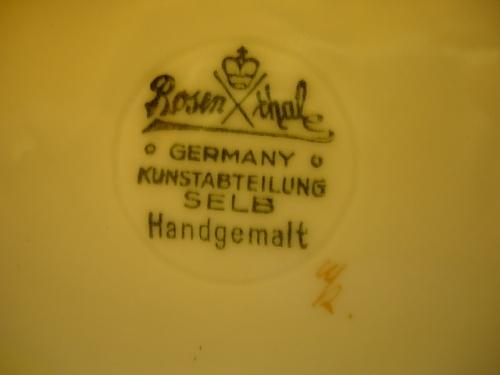 Rosenthal
GERMANY
KUNSTABTEILUNG
SELB
Handgemalt